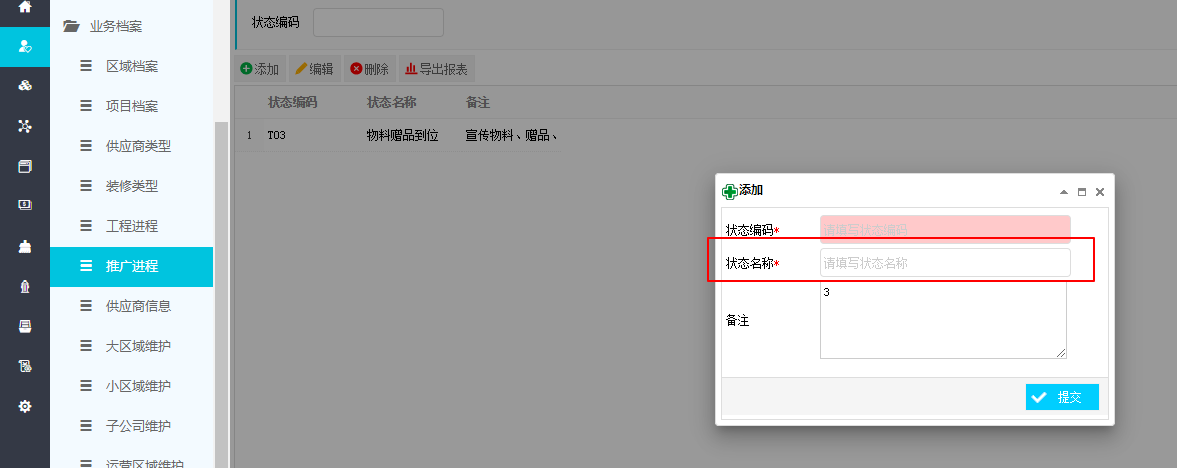 业务档案
区域档案
项目档案
供应商类型
装修类型
工程进程
推广进程
供应商信息
大区域维护
小区域维护
子公司维护
运营区域维护
状态编码
添加 编辑 删除 导出报表
状态编码 状态名称 备注
1 T03 物料赠品到位 宣传物料、赠品、
添加
状态编码* 请填写状态编码
状态名称* 请填写状态名称
备注 3
提交